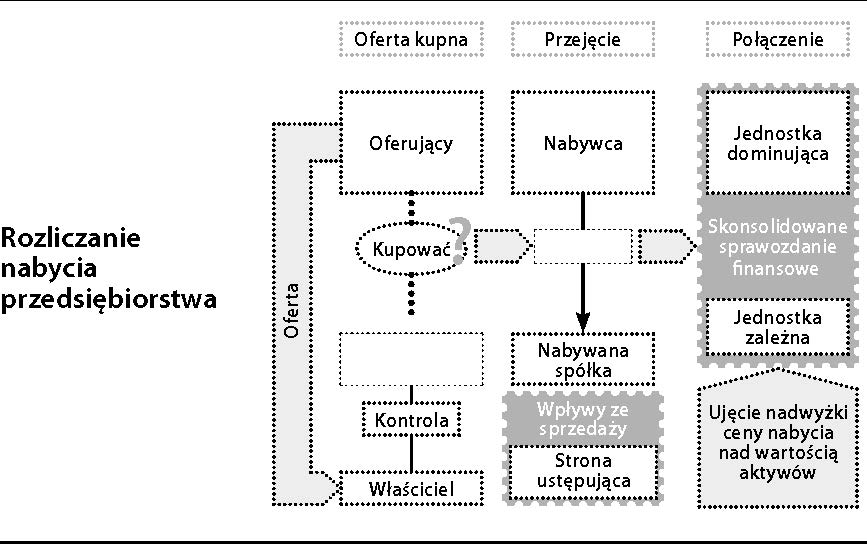 Oferta kupna
Przejęcie
Połączenie
Rozliczanie
nabycia
przedsiębiorstwa
Oferta
Oferujący
Kupować
?
Kontrola
Właściciel
Nabywca
Nabywana
spółka
Wpływy ze
sprzedaży
Strona
ustępująca
Jednostka
dominująca
Skonsolidowane
sprawozdanie
finansowe
Jednostka
zależna
Ujęcie nadwyżki
ceny nabycia
nad wartością
aktywów